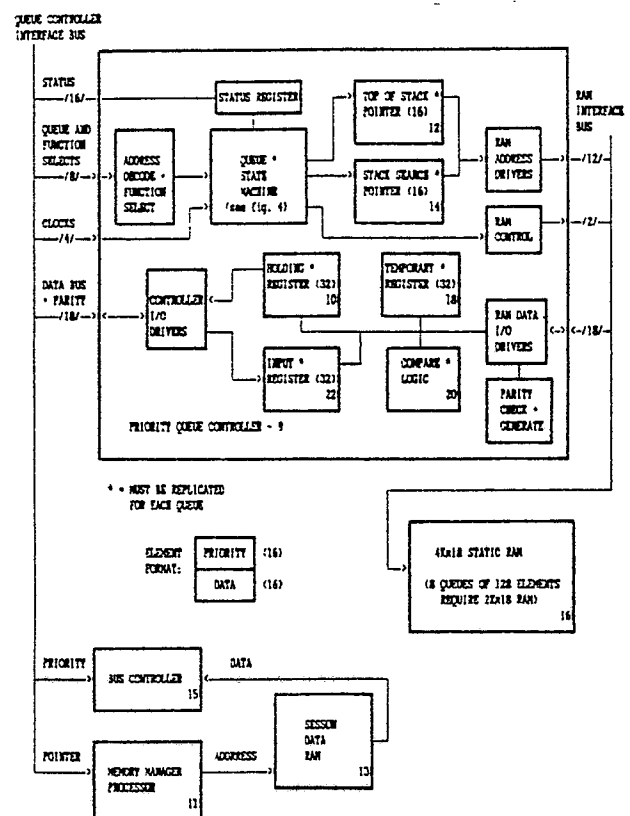 QUEUE CONTROLLER
INTERFACE BUS
STATUS
-/16/-
STATUS REGISTER
QUEUE AND
FUNCTION
SELECTS
-/8/-
ADDRESS
DECODE +
FUNCTION
SELECT
QUEUE *
STATE
MACHINE
(see fig. 4)
TOP OF STACK *
POINTER (16)
12
STACK SEARCH *
POINTER (16)
14
RAM
ADDRESS
DRIVERS
RAM
INTERFACE
BUS
-/12/-
CLOCKS
-/4/-
RAM
CONTROL
-/2/-
DATA BUS
+ PARITY
-/18/-
CONTROLLER
I/O
DRIVERS
HOLDING *
REGISTER (32)
10
TEMPORARY *
REGISTER (32)
18
RAM DATA
I/O
DRIVERS
-/18/-
INPUT *
REGISTER (32)
22
COMPARE *
LOGIC
20
PARITY
CHECK +
GENERATE
PRIORITY QUEUE CONTROLLER - 9
* = MUST BE REPLICATED
FOR EACH QUEUE
ELEMENT
FORMAT:
PRIORITY (16)
DATA (16)
4Kx18 STATIC RAM
(8 QUEUES OF 128 ELEMENTS
REQUIRE 2Kx18 RAM)
16
PRIORITY
BUS CONTROLLER
15
DATA
SESSION
DATA
RAM
13
POINTER
MEMORY MANAGER
PROCESSOR
11
ADDRESS